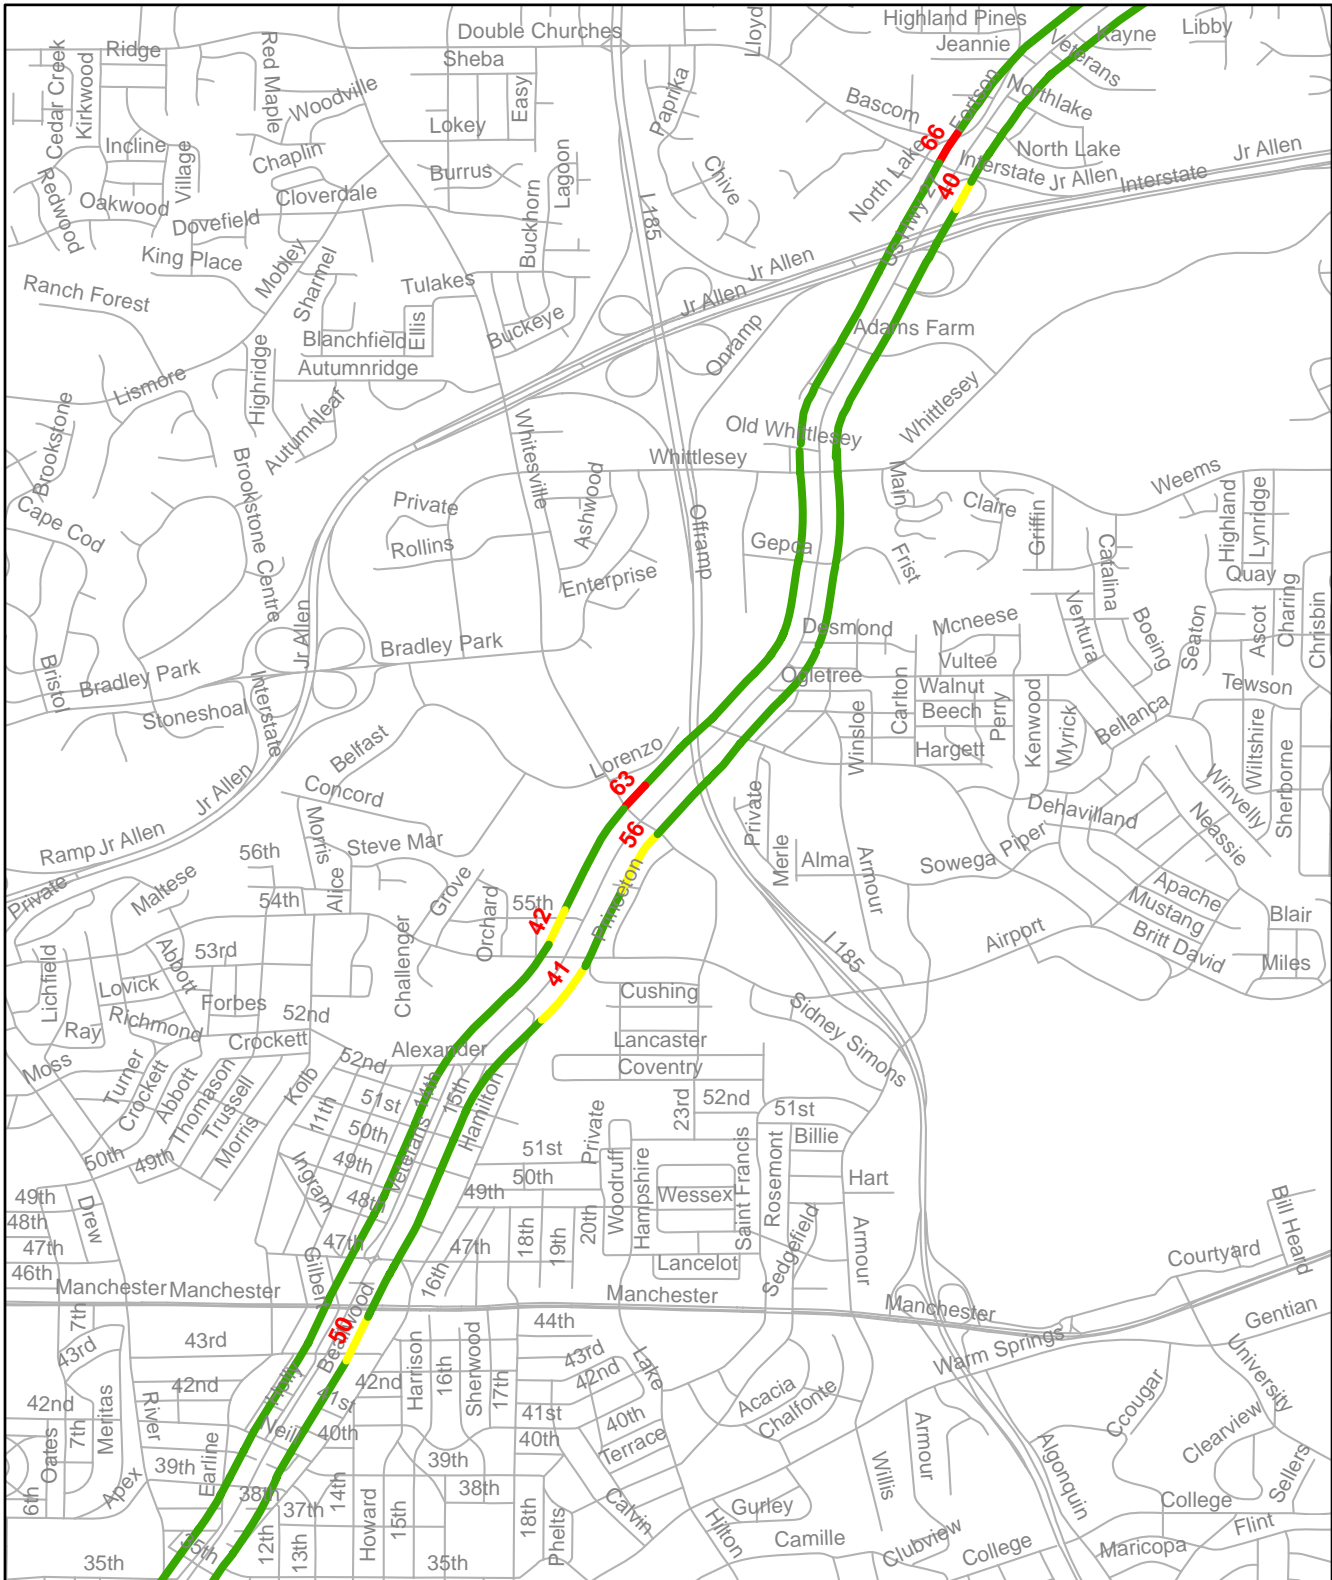 Double Churches
Highland Pines
Libby
Lloyd
Jeannie
Kayne
Veterans
Ridge
Red Maple
Sheba
Cedar Creek
Kirkwood
Woodville
Easy
Paprika
Bascom
Fortson
Northlake
Lokey
Incline
Village
Chaplin
66
North Lake
North Lake
Jr Allen
Interstate
Jr Allen
Interstate
40
Redwood
Oakwood
Cloverdale
Burrus
Lagoon
Chive
Dovefield
Buckhorn
I 185
King Place
Mobley
Sharmel
Tulakes
Jr Allen
Jr Allen
Ranch Forest
Blanchfield
Ellis
Buckeye
Onramp
Adams Farm
Autumnridge
Lismore
Highridge
Autumnleaf
Whittlesey
Old Whittlesey
Brookstone
Whitesville
Whittlesey
Weems
Brookstone Centre
Ashwood
Private
Main
Claire
Griffin
Highland
Lynridge
Cape Cod
Rollins
Offramp
Gepca
Frist
Catalina
Enterprise
Quay
Jr Allen
Ventura
Boeing
Seaton
Ascot
Charing
Chrisbin
Desmond
Mcneese
Bradley Park
Bristol
Bradley Park
Interstate
Vultee
Ogletree
Walnut
Carlton
Tewson
Stoneshoal
Beech
Perry
Kenwood
Myrick
Bellanca
Belfast
Lorenzo
Winsloe
Hargett
Wiltshire
Sherborne
Jr Allen
Concord
63
Winvelly
Morris
Private
Dehavilland
Neassie
56
Ramp
Jr Allen
Steve Mar
56th
Piper
Merle
Alma
Armour
Sowega
Private
Maltese
54th
Alice
Grove
Orchard
55th
Princeton
Apache
Mustang
Blair
42
Challenger
Airport
Britt David
53rd
Abbott
41
I 185
Miles
Lichfield
Lovick
Forbes
Cushing
Sidney Simons
Ray
Richmond
52nd
Crockett
Alexander
Lancaster
Moss
52nd
Coventry
Turner
Crockett
Abbott
Thomason
Trussell
Morris
Kolb
11th
51st
14th
15th
Hamilton
Private
23rd
52nd
51st
50th
Billie
50th
49th
49th
Veterans
51st
Woodruff
Hampshire
Saint Francis
Rosemont
Ingram
50th
Hart
49th
Drew
49th
Wessex
Bill Heard
48th
20th
48th
18th
19th
47th
47th
47th
Sedgefield
Armour
Courtyard
46th
Gilbert
16th
Lancelot
Manchester
Manchester
Manchester
Manchester
7th
50
44th
Gentian
43rd
43rd
Warm Springs
University
Harrison
16th
Sherwood
43rd
Lake
42nd
Holly
42nd
17th
42nd
Acacia
Ccougar
42nd
7th
Meritas
River
41st
41st
40th
Chalfonte
Clearview
Oates
Neill
40th
40th
Terrace
Armour
Earline
39th
39th
Willis
Algonquin
Sellers
6th
Apex
38th
14th
38th
Calvin
Hilton
Gurley
College
37th
Howard
15th
18th
Phelts
Flint
12th
13th
Camille
Clubview
College
Maricopa
35th
35th
35th